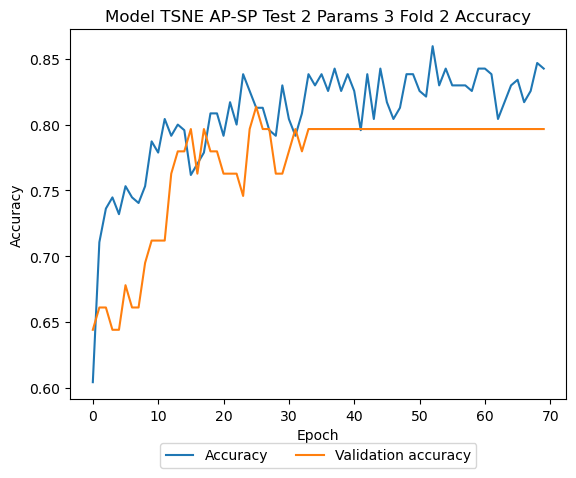 Model TSNE AP-SP Test 2 Params 3 Fold 2 Accuracy
0.85
0.80
0.75
0.70
0.65
0.60
Accuracy
0 10 20 30 40 50 60 70
Epoch
Accuracy Validation accuracy